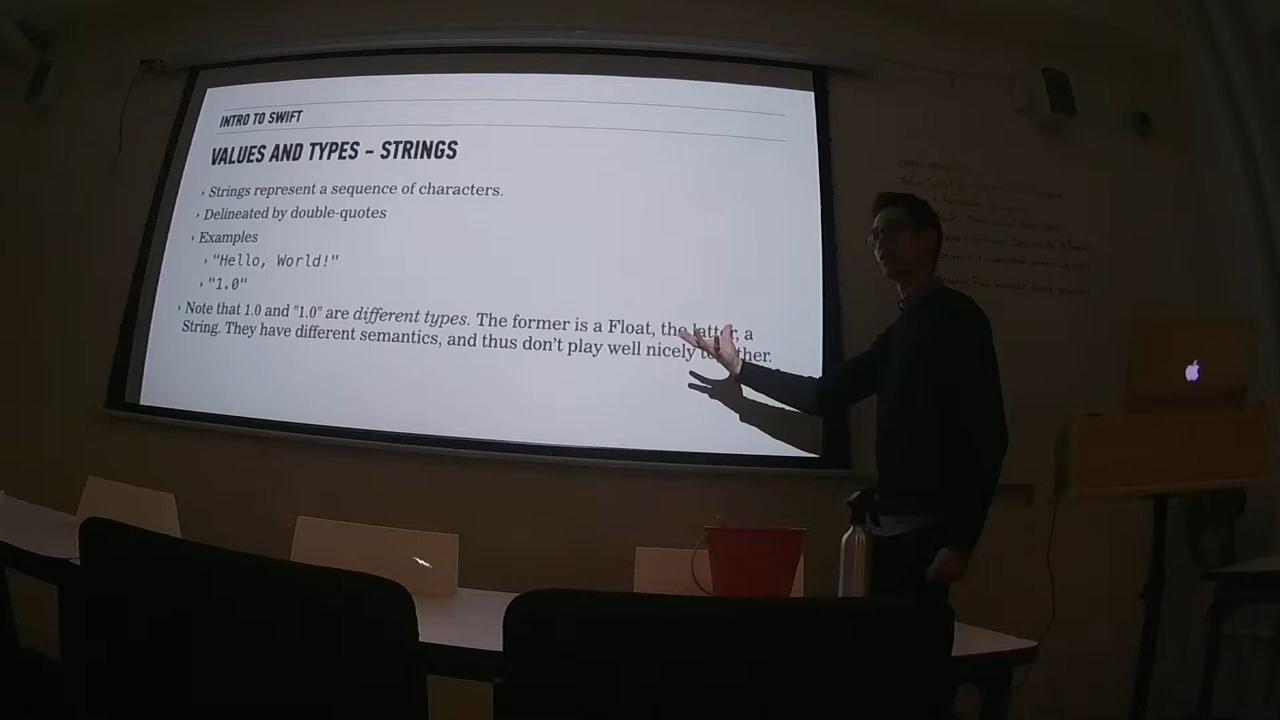 INTRO TO SWIFT
VALUES AND TYPES – STRINGS
Strings represent a sequence of characters.
Delineated by double-quotes
Examples
"Hello, World!"
"1.0"
Note that 1.0 and "1.0" are different types. The former is a Float, the latter, a
String. They have different semantics, and thus don't play well nicely together.